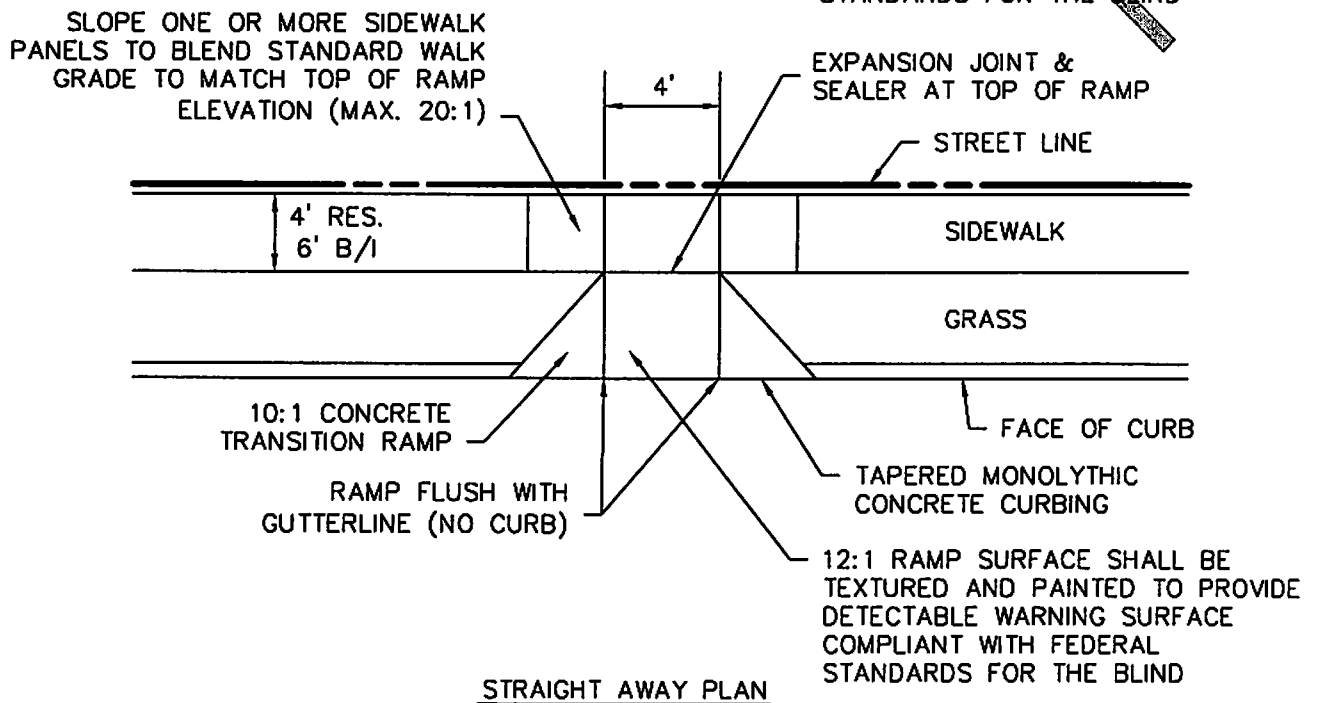 STANDARDS FOR THE BLIND
SLOPE ONE OR MORE SIDEWALK
PANELS TO BLEND STANDARD WALK
GRADE TO MATCH TOP OF RAMP
ELEVATION (MAX. 20:1)
4'
EXPANSION JOINT &
SEALER AT TOP OF RAMP
STREET LINE
4' RES.
6' B/I
SIDEWALK
GRASS
10:1 CONCRETE
TRANSITION RAMP
FACE OF CURB
RAMP FLUSH WITH
GUTTERLINE (NO CURB)
TAPERED MONOLYTHIC
CONCRETE CURBING
12:1 RAMP SURFACE SHALL BE
TEXTURED AND PAINTED TO PROVIDE
DETECTABLE WARNING SURFACE
COMPLIANT WITH FEDERAL
STANDARDS FOR THE BLIND
STRAIGHT AWAY PLAN